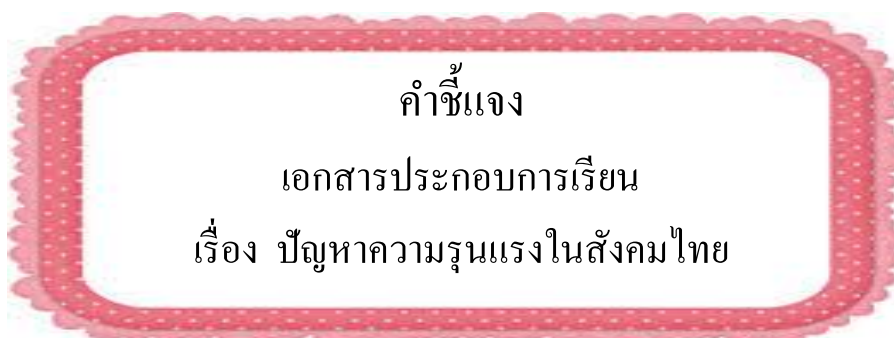 คำชี้แจง
เอกสารประกอบการเรียน
เรื่อง ปัญหาความรุนแรงในสังคมไทย